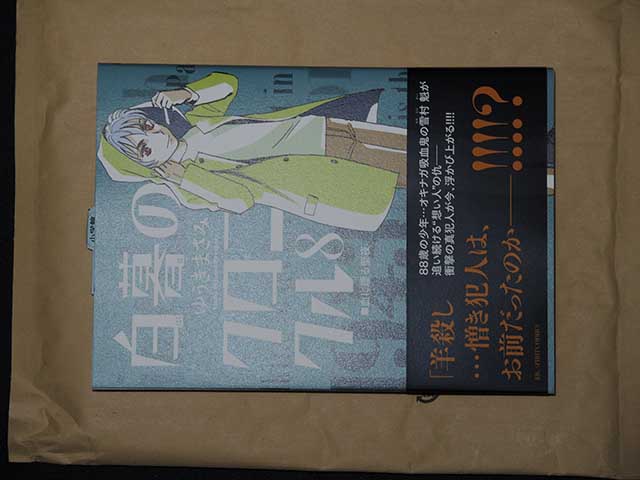 白暮の
クロニクル
8
ゆうきまさみ
小学館
88歳の少年…オキナガ吸血鬼の雪村 魁が
追い続ける“想い人”の仇——
衝撃の真犯人が今、浮かび上がる!!!!
「羊殺し
…憎き犯人は、
お前だったのか——!!!!?